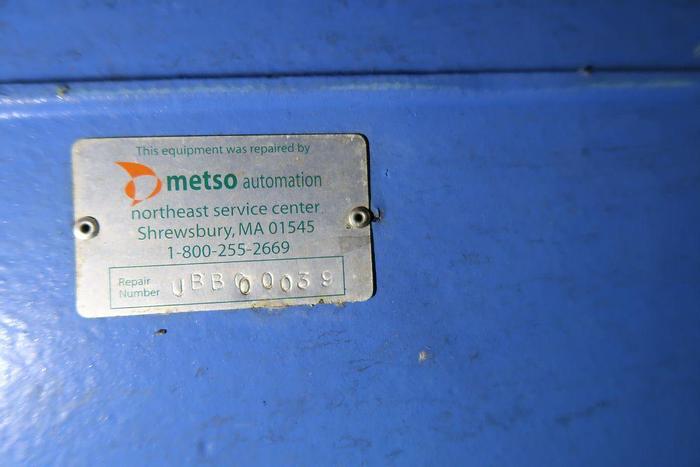 This equipment was repaired by
metso automation
northeast service center
Shrewsbury, MA 01545
1-800-255-2669
Repair
Number UBB00039